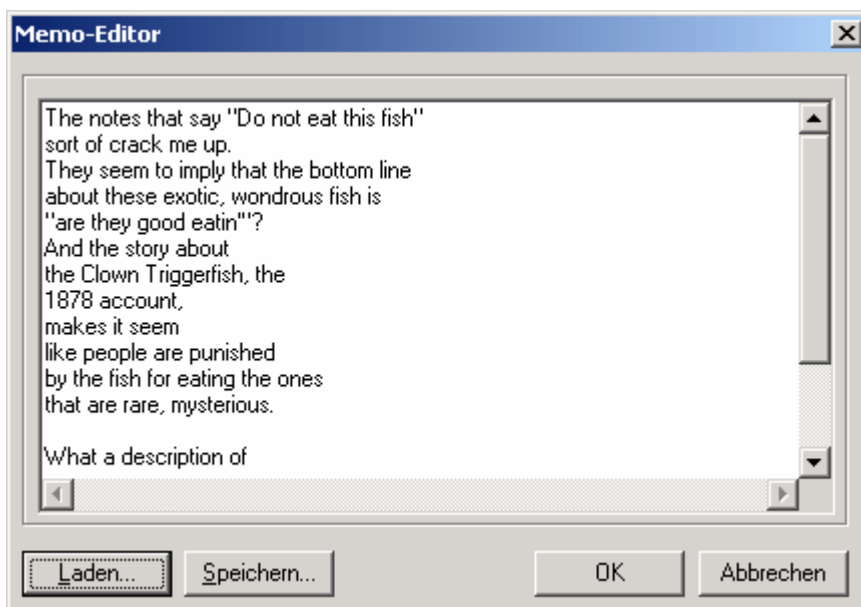 Memo-Editor
The notes that say "Do not eat this fish"
sort of crack me up.
They seem to imply that the bottom line
about these exotic, wondrous fish is
"are they good eatin"'?
And the story about
the Clown Triggerfish, the
1878 account,
makes it seem
like people are punished
by the fish for eating the ones
that are rare, mysterious.
What a description of
Laden... Speichern... OK Abbrechen